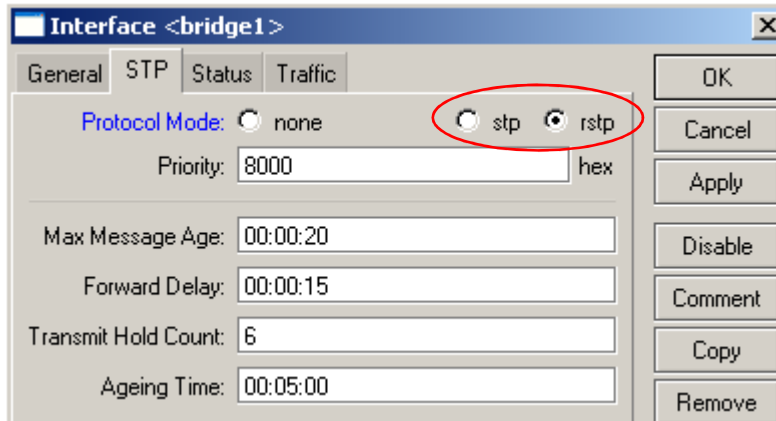 Interface <bridge1>
General STP Status Traffic
Protocol Mode: none stp rstp
Priority: 8000 hex
Max Message Age: 00:00:20
Forward Delay: 00:00:15
Transmit Hold Count: 6
Ageing Time: 00:05:00
OK
Cancel
Apply
Disable
Comment
Copy
Remove